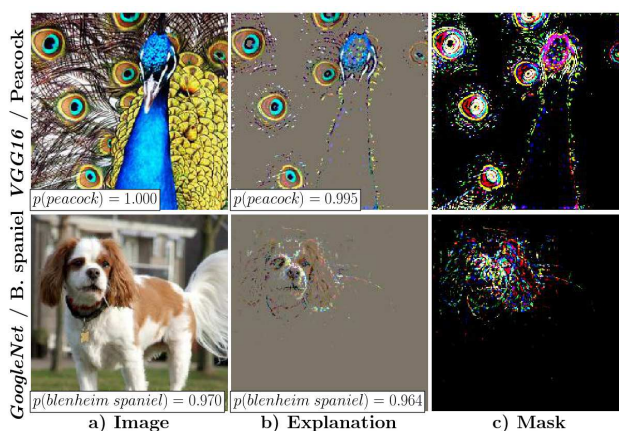 VGG16 / Peacock
p(peacock) = 1.000
p(peacock) = 0.995
GoogleNet / B. spaniel
p(blenheim spaniel) = 0.970
p(blenheim spaniel) = 0.964
a) Image
b) Explanation
c) Mask